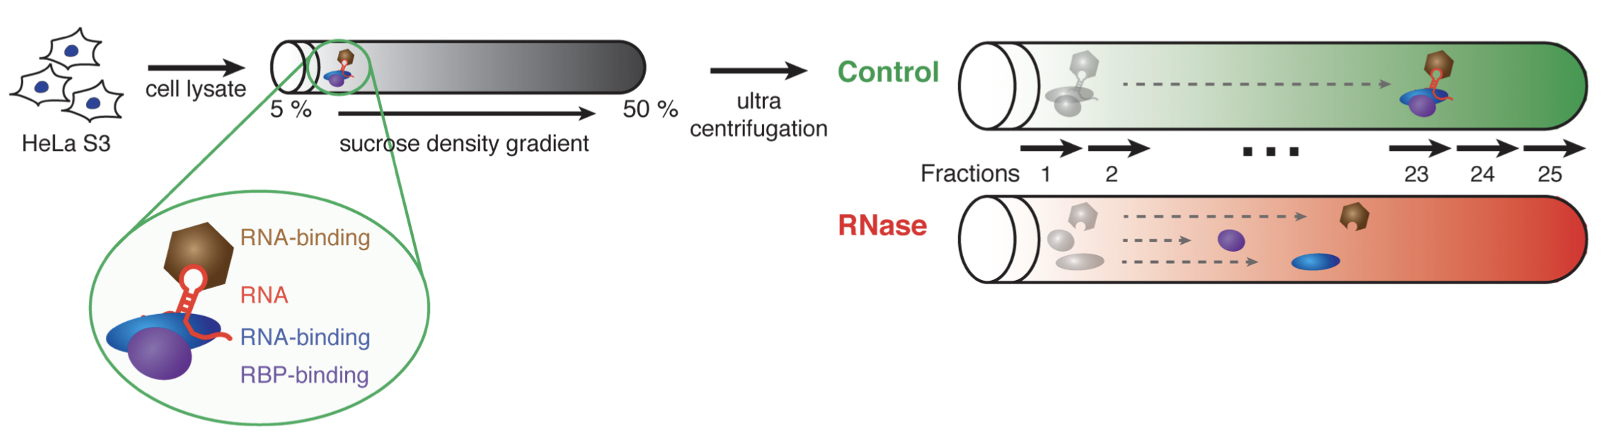 HeLa S3
cell lysate
5 %
50 %
sucrose density gradient
RNA-binding
RNA
RNA-binding
RBP-binding
ultra
centrifugation
Control
Fractions 1 2 ... 23 24 25
RNase